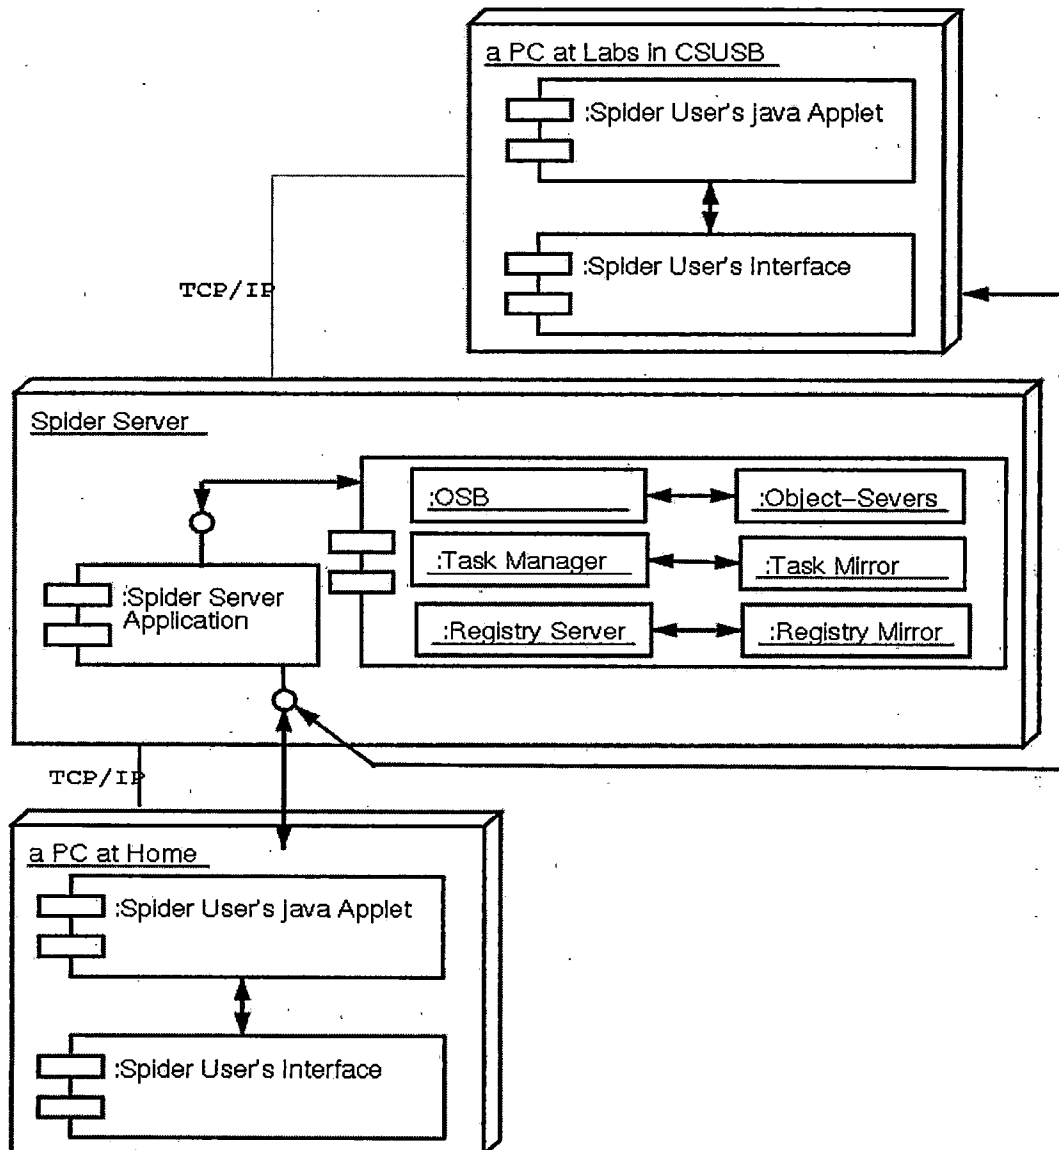 a PC at Labs in CSUSB
:Spider User's java Applet
:Spider User's Interface
TCP/IP
Spider Server
:OSB
:Object-Severs
:Task Manager
:Task Mirror
:Spider Server
Application
:Registry Server
:Registry Mirror
TCP/IP
a PC at Home
:Spider User's java Applet
:Spider User's Interface